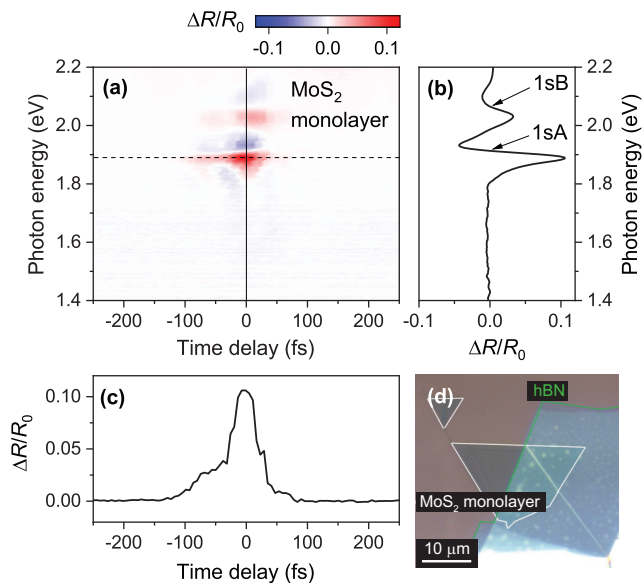 ΔR/R₀
-0.1 0.0 0.1
(a)
MoS₂
monolayer
Photon energy (eV)
2.2
2.0
1.8
1.6
1.4
-200 -100 0 100 200
Time delay (fs)
(b)
1sB
1sA
2.2
2.0
1.8
1.6
1.4
Photon energy (eV)
-0.1 0.0 0.1
ΔR/R₀
(c)
ΔR/R₀
0.10
0.05
0.00
-200 -100 0 100 200
Time delay (fs)
(d)
hBN
MoS₂ monolayer
10 μm